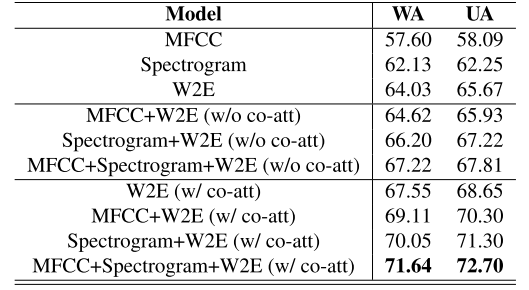 Model WA UA
MFCC 57.60 58.09
Spectrogram 62.13 62.25
W2E 64.03 65.67
MFCC+W2E (w/o co-att) 64.62 65.93
Spectrogram+W2E (w/o co-att) 66.20 67.22
MFCC+Spectrogram+W2E (w/o co-att) 67.22 67.81
W2E (w/ co-att) 67.55 68.65
MFCC+W2E (w/ co-att) 69.11 70.30
Spectrogram+W2E (w/ co-att) 70.05 71.30
MFCC+Spectrogram+W2E (w/ co-att) 71.64 72.70